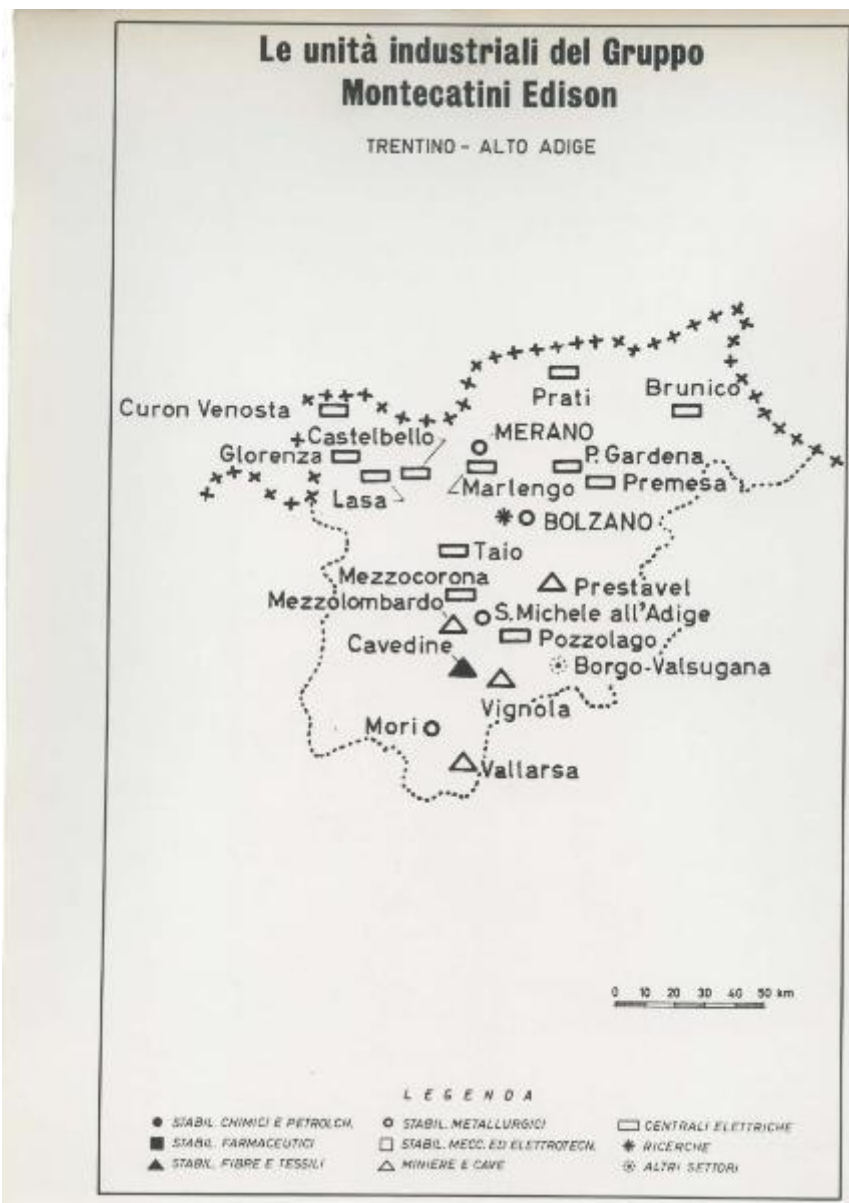 Le unità industriali del Gruppo
Montecatini Edison
TRENTINO - ALTO ADIGE
Prati
Brunico
Curon Venosta
Castelbello
MERANO
Glorenza
P. Gardena
Lasa
Marlengo
Premesa
BOLZANO
Taio
Mezzocorona
Prestavel
Mezzolombardo
S. Michele all'Adige
Pozzolago
Cavedine
Borgo-Valsugana
Vignola
Mori
Vallarsa
0 10 20 30 40 50 km
LEGENDA
STABIL. CHIMICI E PETROLCH.
STABIL. METALLURGICI
CENTRALI ELETTRICHE
STABIL. FARMACEUTICI
STABIL. MECC. ED ELETTROTECN.
RICERCHE
STABIL. FIBRE E TESSILI
MINIERE E CAVE
ALTRI SETTORI